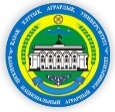 ҚАЗАҚ ҰЛТТЫҚ АГРАРЛЫҚ УНИВЕРСИТЕТІ
КАЗАХСКИЙ НАЦИОНАЛЬНЫЙ АГРАРНЫЙ УНИВЕРСИТЕТ